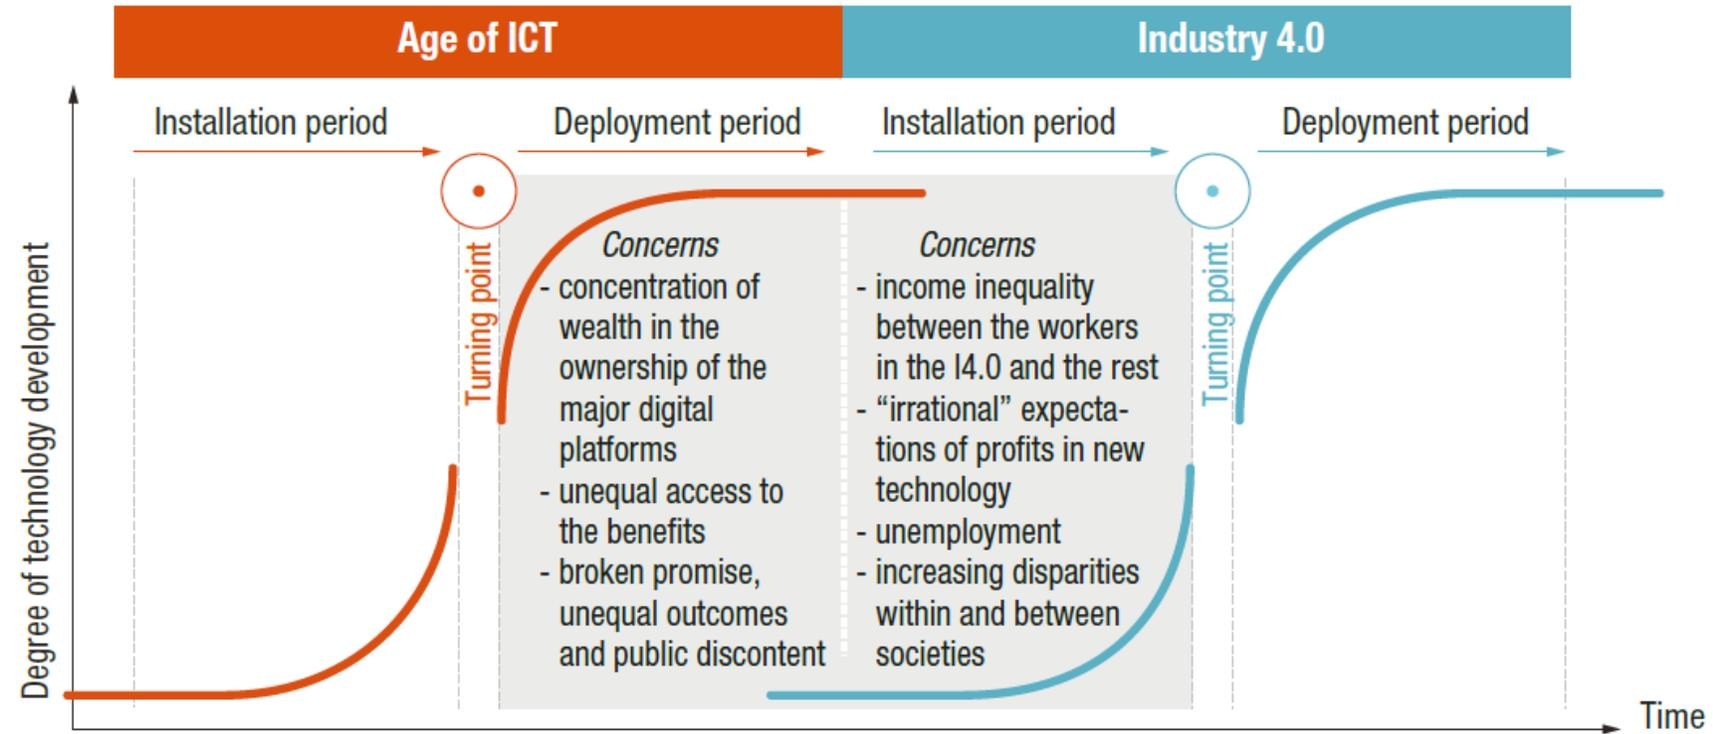 Age of ICT
Industry 4.0
Installation period
Deployment period
Installation period
Deployment period
Degree of technology development
Turning point
Concerns
- concentration of
wealth in the
ownership of the
major digital
platforms
- unequal access to
the benefits
- broken promise,
unequal outcomes
and public discontent
Concerns
- income inequality
between the workers
in the I4.0 and the rest
- “irrational” expecta-
tions of profits in new
technology
- unemployment
- increasing disparities
within and between
societies
Turning point
Time